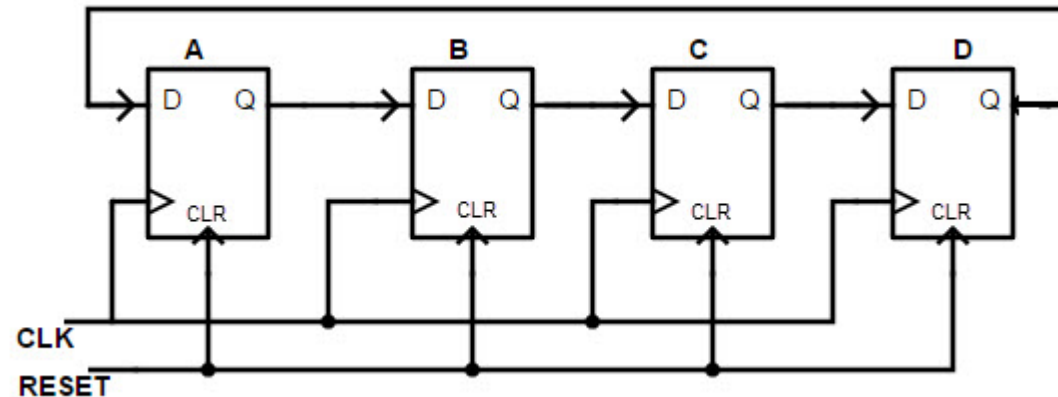 A B C D
D Q D Q D Q D Q
CLR CLR CLR CLR
CLK
RESET